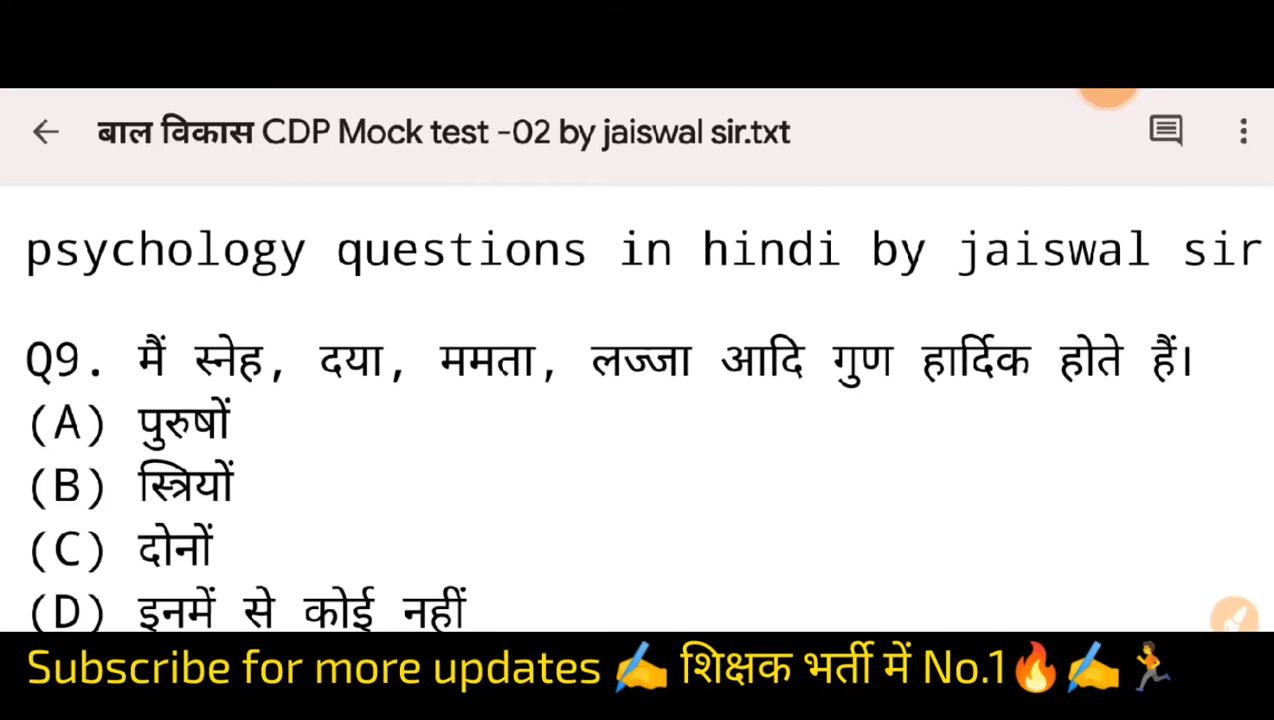 बाल विकास CDP Mock test -02 by jaiswal sir.txt
psychology questions in hindi by jaiswal sir
Q9. मैं स्नेह, दया, ममता, लज्जा आदि गुण हार्दिक होते हैं।
(A) पुरुषों
(B) स्त्रियों
(C) दोनों
(D) इनमें से कोई नहीं
Subscribe for more updates ✍️ शिक्षक भर्ती में No.1🔥✍️🏃